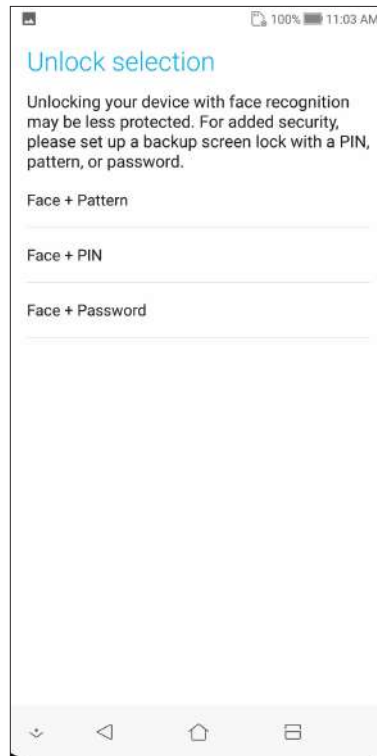 100% 11:03 AM
Unlock selection
Unlocking your device with face recognition
may be less protected. For added security,
please set up a backup screen lock with a PIN,
pattern, or password.
Face + Pattern
Face + PIN
Face + Password